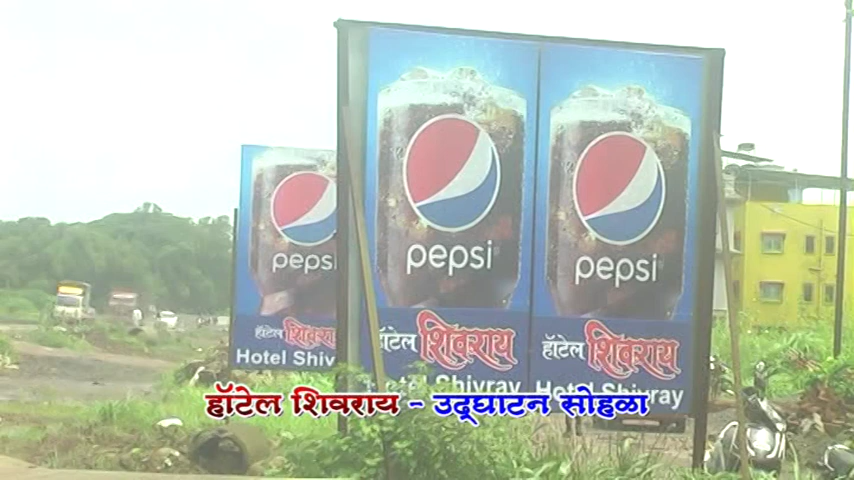 pepsi
हॉटेल शिवराय
Hotel Shiv
pepsi
हॉटेल शिवराय
Hotel Shivray
pepsi
हॉटेल शिवराय
Hotel Shivray
हॉटेल शिवराय - उद्घाटन सोहळा